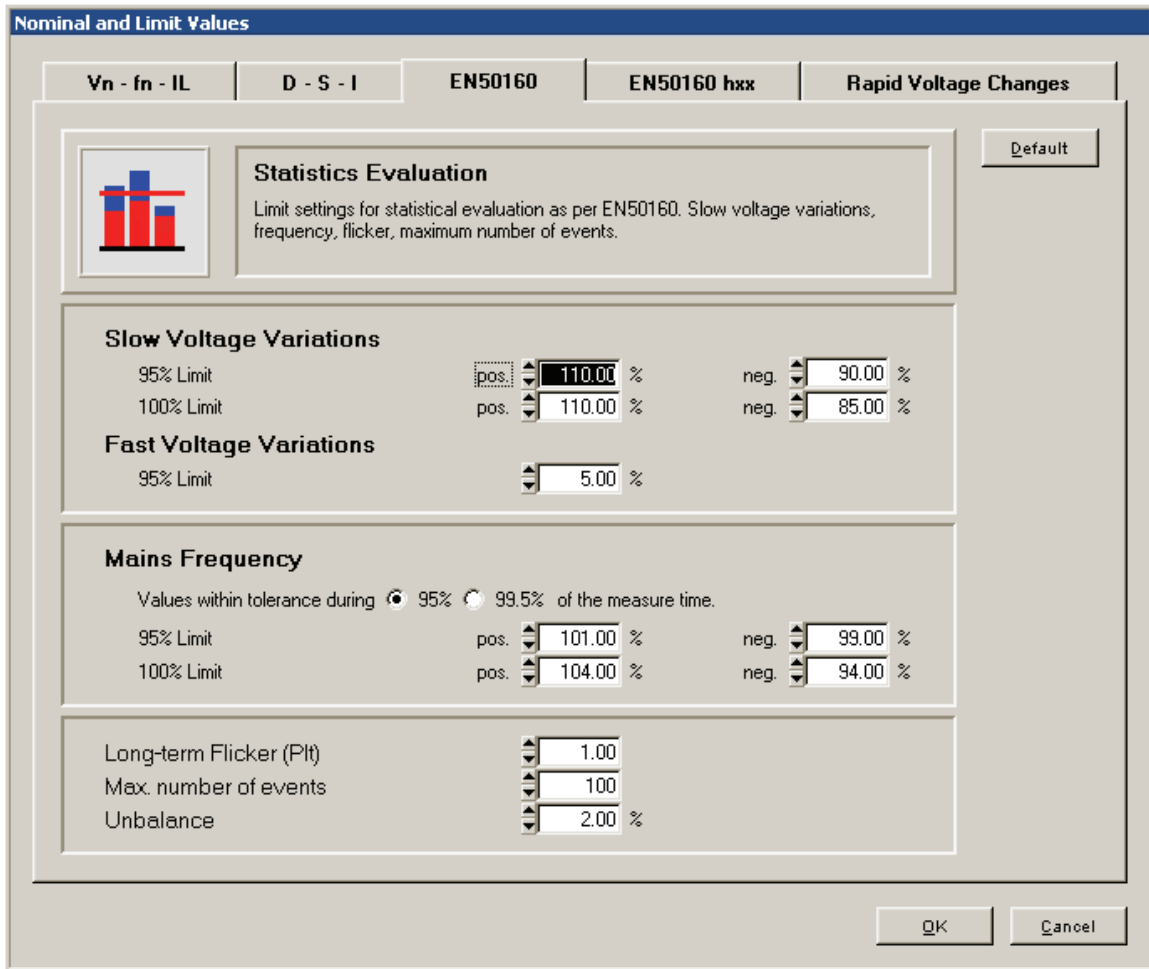 Nominal and Limit Values
Vn - fn - IL
D - S - I
EN50160
EN50160 hxx
Rapid Voltage Changes
Default
Statistics Evaluation
Limit settings for statistical evaluation as per EN50160. Slow voltage variations,
frequency, flicker, maximum number of events.
Slow Voltage Variations
95% Limit pos. 110.00 % neg. 90.00 %
100% Limit pos. 110.00 % neg. 85.00 %
Fast Voltage Variations
95% Limit 5.00 %
Mains Frequency
Values within tolerance during 95% 99.5% of the measure time.
95% Limit pos. 101.00 % neg. 99.00 %
100% Limit pos. 104.00 % neg. 94.00 %
Long-term Flicker (Plt) 1.00
Max. number of events 100
Unbalance 2.00 %
OK Cancel